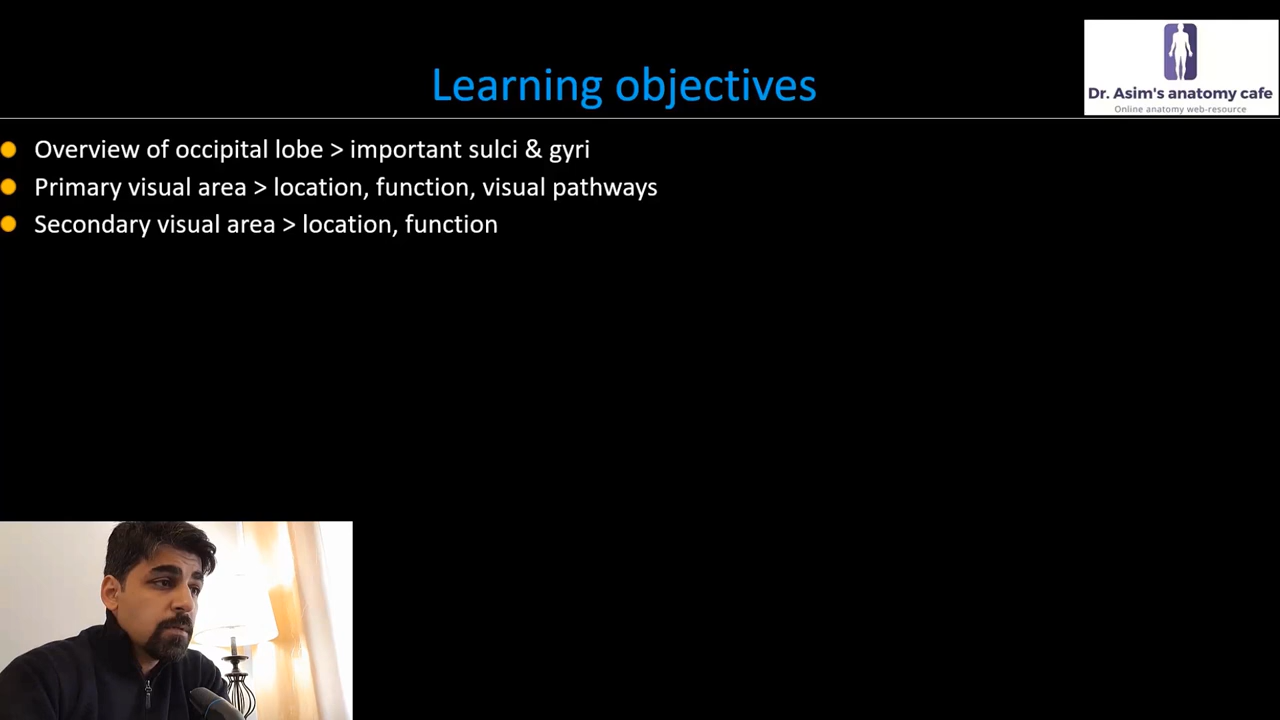 Learning objectives
Dr. Asim's anatomy cafe
Online anatomy web-resource
Overview of occipital lobe > important sulci & gyri
Primary visual area > location, function, visual pathways
Secondary visual area > location, function